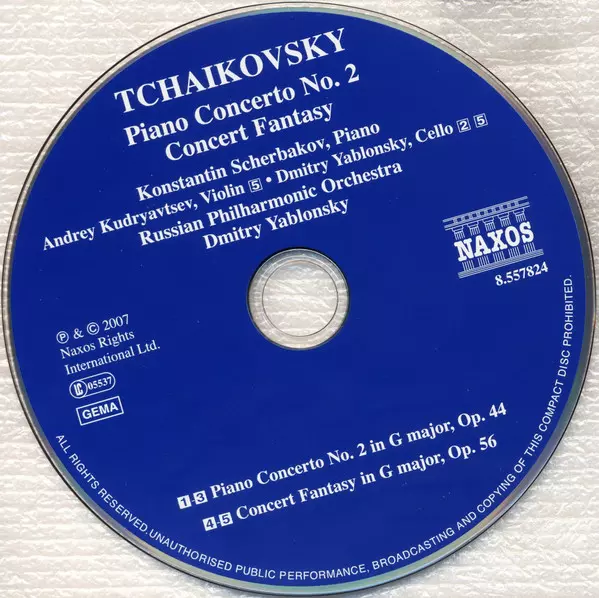 TCHAIKOVSKY
Piano Concerto No. 2
Concert Fantasy
Konstantin Scherbakov, Piano
Andrey Kudryavtsev, Violin 5 • Dmitry Yablonsky, Cello 2 5
Russian Philharmonic Orchestra
Dmitry Yablonsky
NAXOS
8.557824
℗ & © 2007
Naxos Rights
International Ltd.
LC 05537
GEMA
1-3 Piano Concerto No. 2 in G major, Op. 44
4-5 Concert Fantasy in G major, Op. 56
ALL RIGHTS RESERVED.UNAUTHORISED PUBLIC PERFORMANCE, BROADCASTING AND COPYING OF THIS COMPACT DISC PROHIBITED.